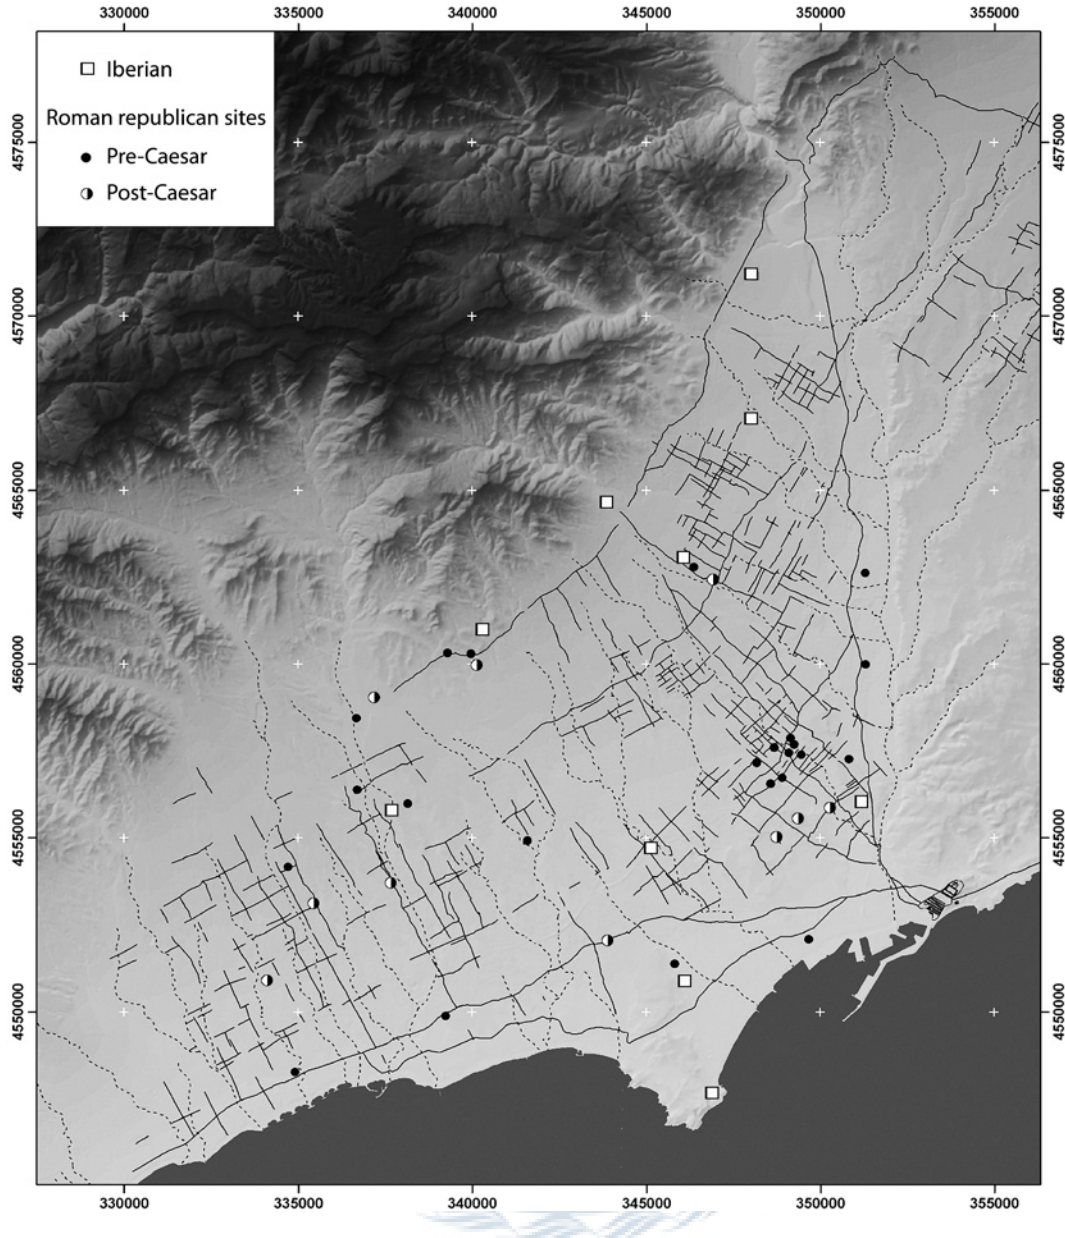 330000 335000 340000 345000 350000 355000
Iberian
Roman republican sites
Pre-Caesar
Post-Caesar
4575000 4575000
4570000 4570000
4565000 4565000
4560000 4560000
4555000 4555000
4550000 4550000
330000 335000 340000 345000 350000 355000